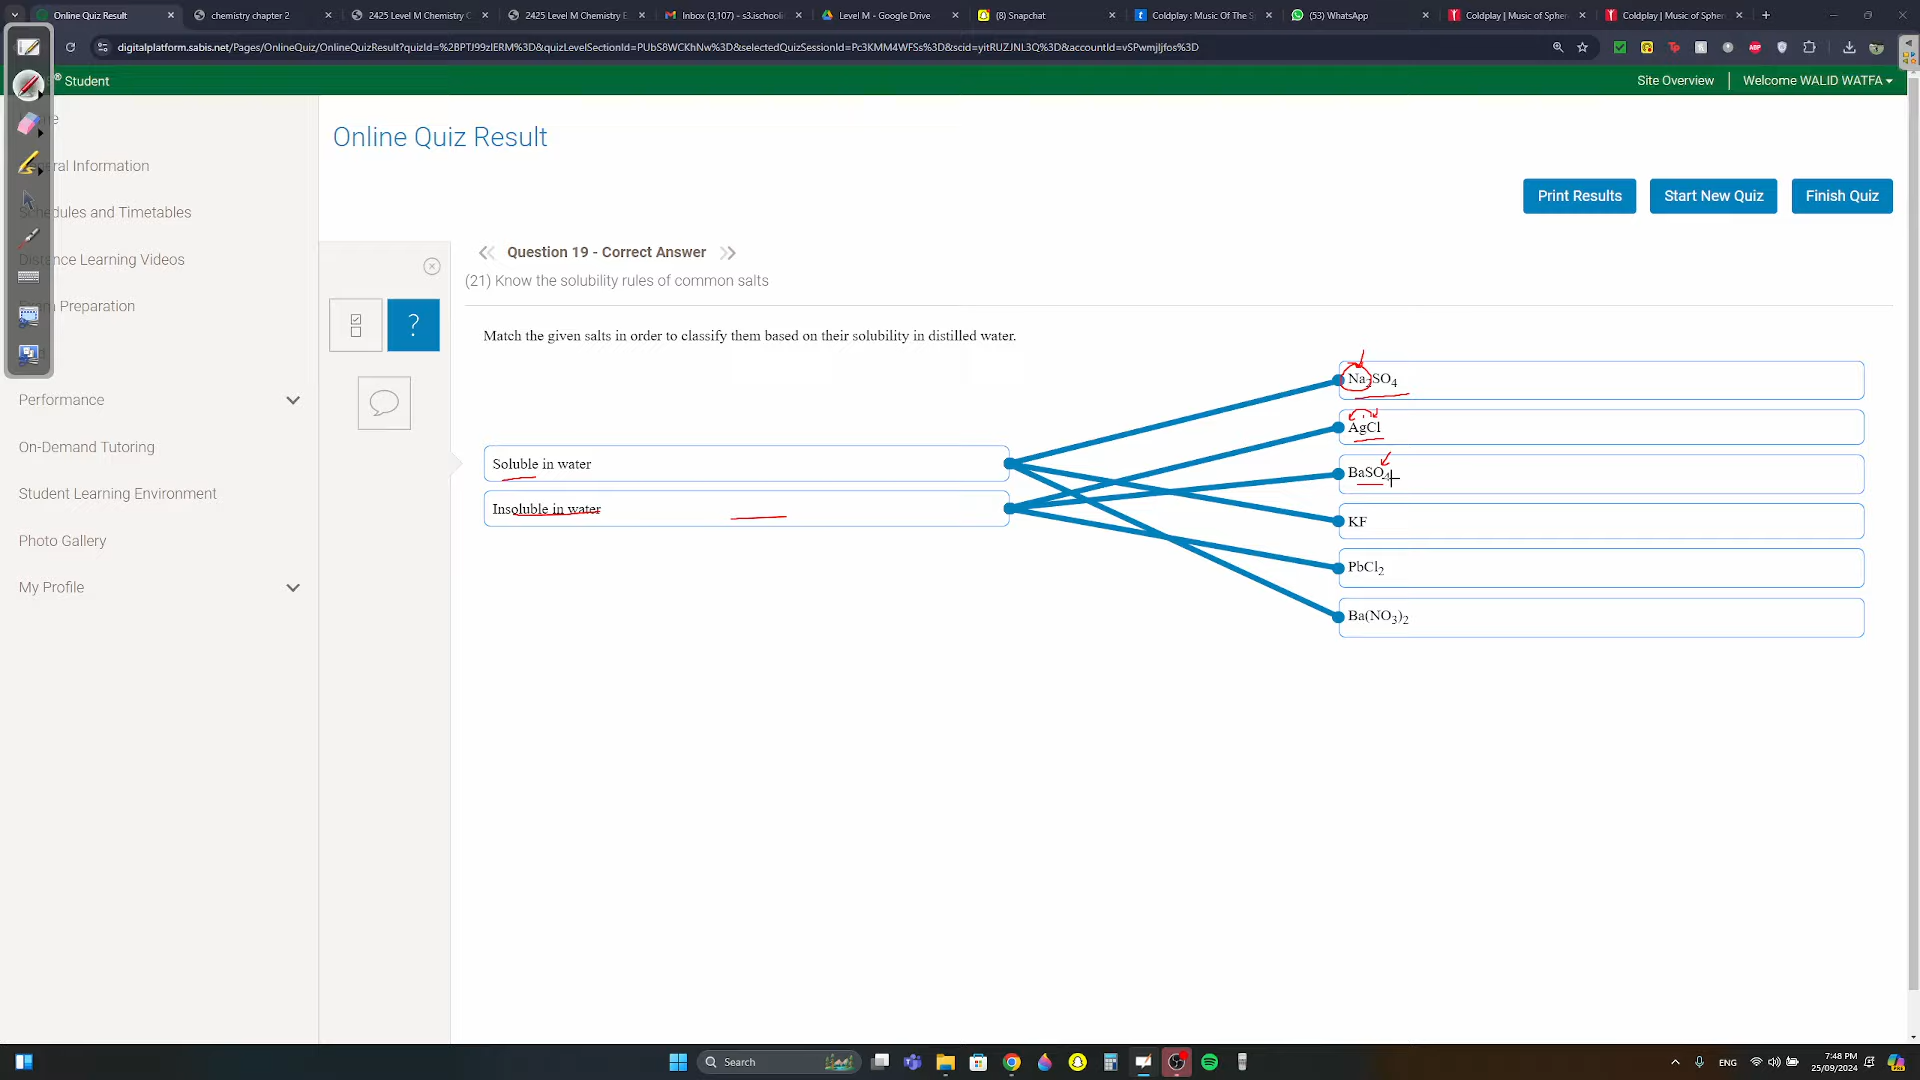 Online Quiz Result
chemistry chapter 2
2425 Level M Chemistry C
2425 Level M Chemistry E
Inbox (3,107) - s3.ischooli
Level M - Google Drive
(8) Snapchat
Coldplay : Music Of The S
(53) WhatsApp
Coldplay | Music of Spher
Coldplay | Music of Spher
digitalplatform.sabis.net/Pages/OnlineQuiz/OnlineQuizResult?quizId=%2BPTJ99zlERM%3D&quizLevelSectionId=PUbS8WCKhNw%3D&selectedQuizSessionId=Pc3KMM4WFSs%3D&scid=yitRUZJNL3Q%3D&accountId=vSPwmjljfos%3D
® Student
Site Overview
Welcome WALID WATFA
Online Quiz Result
General Information
Schedules and Timetables
Distance Learning Videos
Exam Preparation
Performance
On-Demand Tutoring
Student Learning Environment
Photo Gallery
My Profile
Print Results
Start New Quiz
Finish Quiz
Question 19 - Correct Answer
(21) Know the solubility rules of common salts
?
Match the given salts in order to classify them based on their solubility in distilled water.
Soluble in water
Insoluble in water
Na₂SO₄
AgCl
BaSO₄
KF
PbCl₂
Ba(NO₃)₂
Search
ENG
7:48 PM
25/09/2024